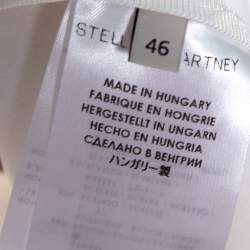 STELL
46
ARTNEY
MADE IN HUNGARY
FABRIQUE EN HONGRIE
HERGESTELLT IN UNGARN
HECHO EN HUNGRIA
СДЕЛАНО В ВЕНГРИИ
ハンガリー製